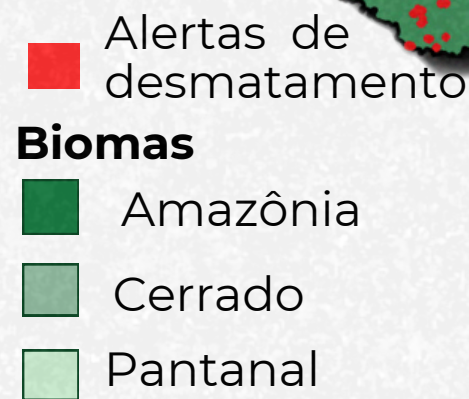 Alertas de
desmatamento
Biomas
Amazônia
Cerrado
Pantanal